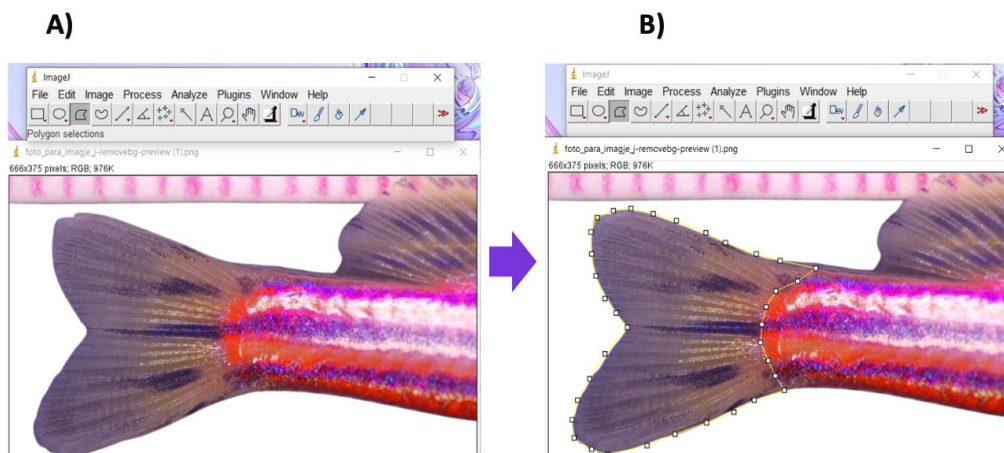 A)
B)
ImageJ
File Edit Image Process Analyze Plugins Window Help
Dev
Polygon selections
foto_para_imagje_j-removebg-preview (1).png
666x375 pixels; RGB; 976K
ImageJ
File Edit Image Process Analyze Plugins Window Help
Dev
foto_para_imagje_j-removebg-preview (1).png
666x375 pixels; RGB; 976K